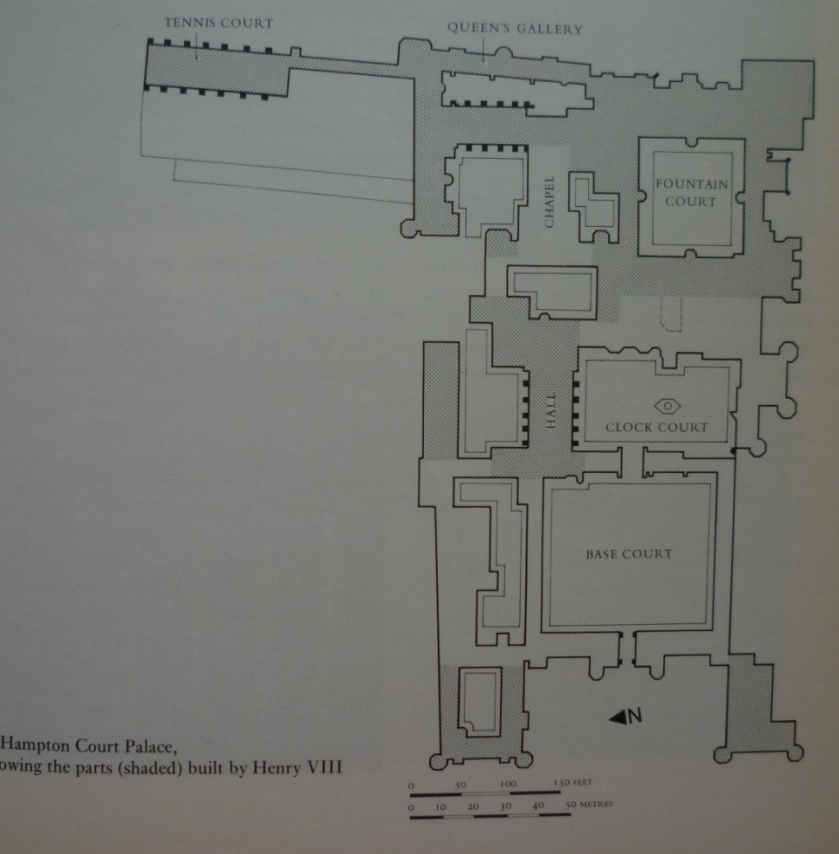 TENNIS COURT
QUEEN'S GALLERY
CHAPEL
FOUNTAIN
COURT
HALL
CLOCK COURT
BASE COURT
N
Hampton Court Palace,
owing the parts (shaded) built by Henry VIII
0 50 100 150 FEET
0 10 20 30 40 50 METRES